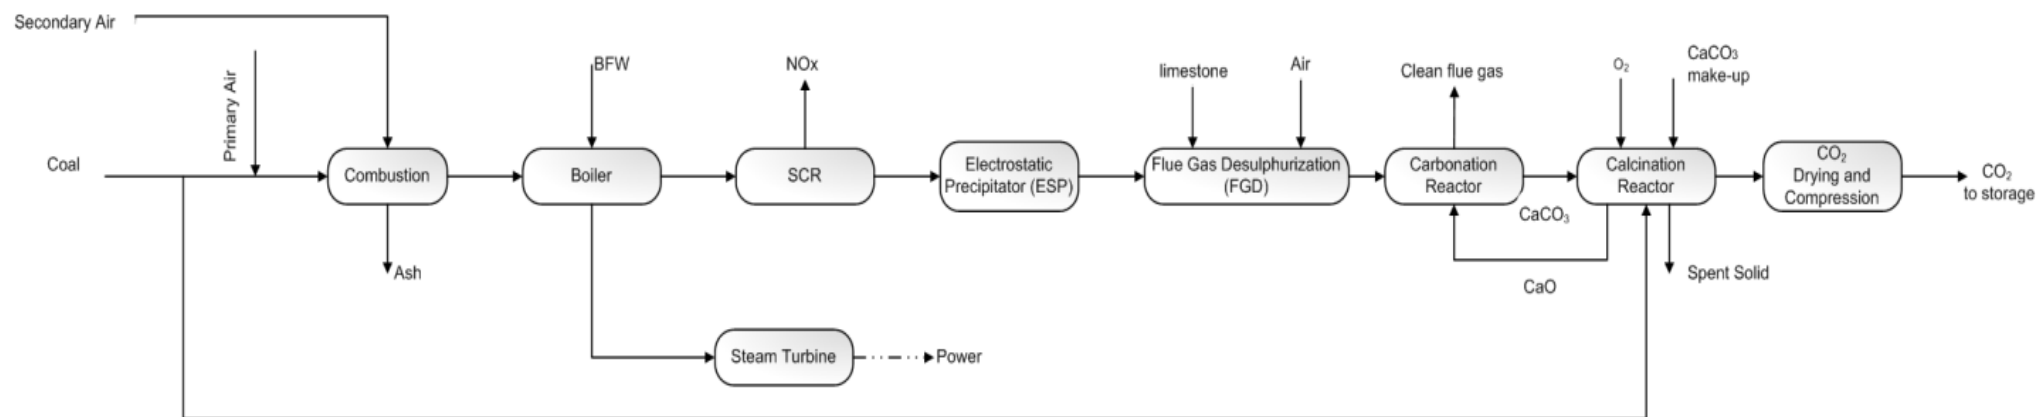 Secondary Air
Primary Air
Coal
Combustion
Ash
BFW
Boiler
NOx
SCR
Steam Turbine
Power
Electrostatic
Precipitator (ESP)
limestone
Air
Flue Gas Desulphurization
(FGD)
Clean flue gas
Carbonation
Reactor
CaCO₃
CaO
O₂
CaCO₃
make-up
Calcination
Reactor
Spent Solid
CO₂
Drying and
Compression
CO₂
to storage